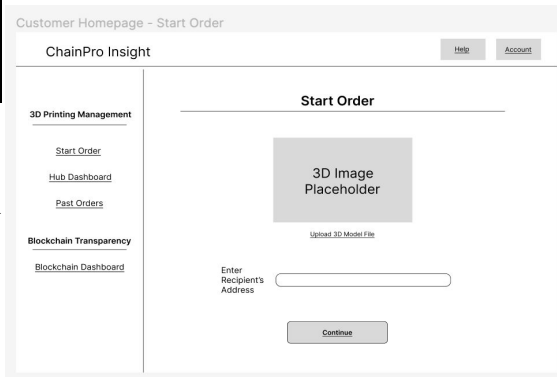 Customer Homepage - Start Order
ChainPro Insight
Help
Account
3D Printing Management
Start Order
Hub Dashboard
Past Orders
Blockchain Transparency
Blockchain Dashboard
Start Order
3D Image
Placeholder
Upload 3D Model File
Enter
Recipient's
Address
Continue